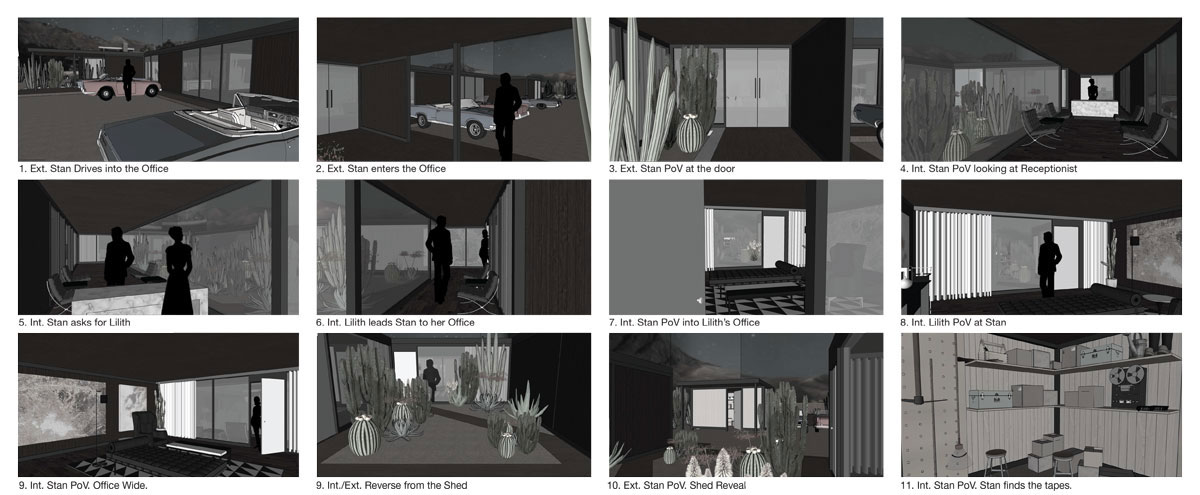 1. Ext. Stan Drives into the Office
2. Ext. Stan enters the Office
3. Ext. Stan PoV at the door
4. Int. Stan PoV looking at Receptionist
5. Int. Stan asks for Lilith
6. Int. Lilith leads Stan to her Office
7. Int. Stan PoV into Lilith's Office
8. Int. Lilith PoV at Stan
9. Int. Stan PoV. Office Wide.
9. Int./Ext. Reverse from the Shed
10. Ext. Stan PoV. Shed Reveal
11. Int. Stan PoV. Stan finds the tapes.